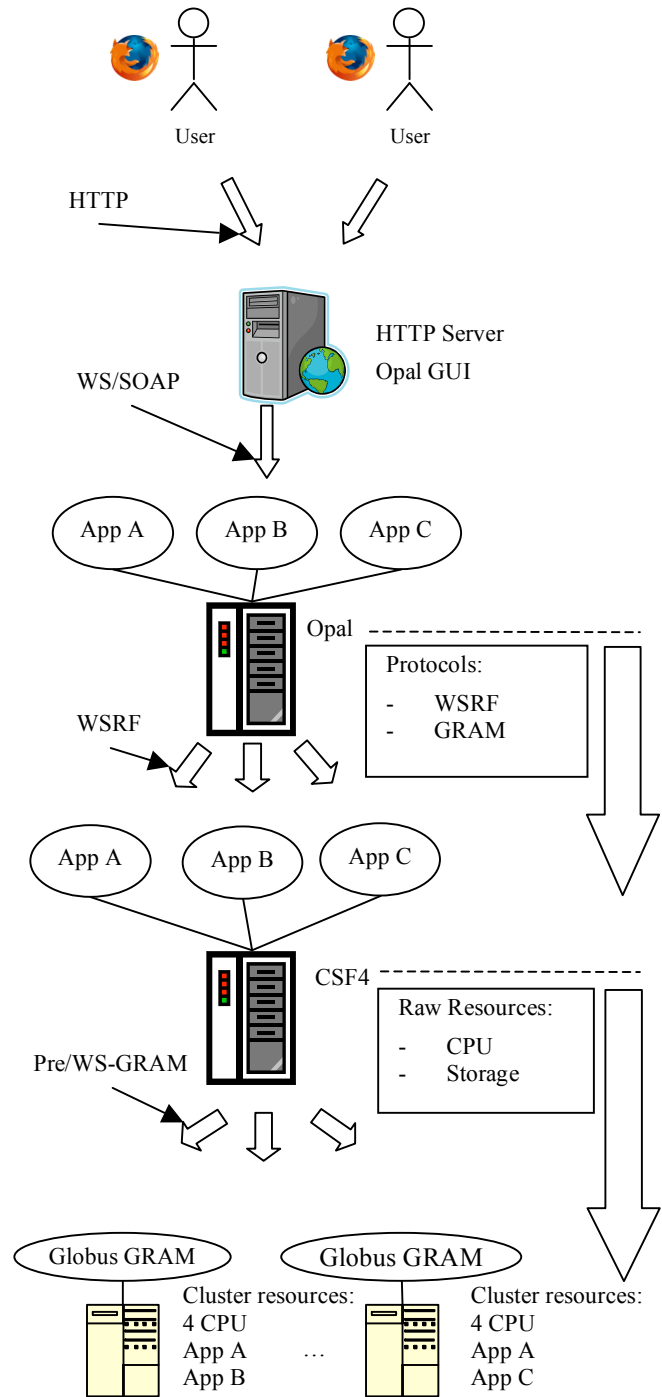 User
User
HTTP
HTTP Server
Opal GUI
WS/SOAP
App A
App B
App C
Opal
Protocols:
- WSRF
- GRAM
WSRF
App A
App B
App C
CSF4
Raw Resources:
- CPU
- Storage
Pre/WS-GRAM
Globus GRAM
Globus GRAM
Cluster resources:
4 CPU
App A
App B
...
Cluster resources:
4 CPU
App A
App C